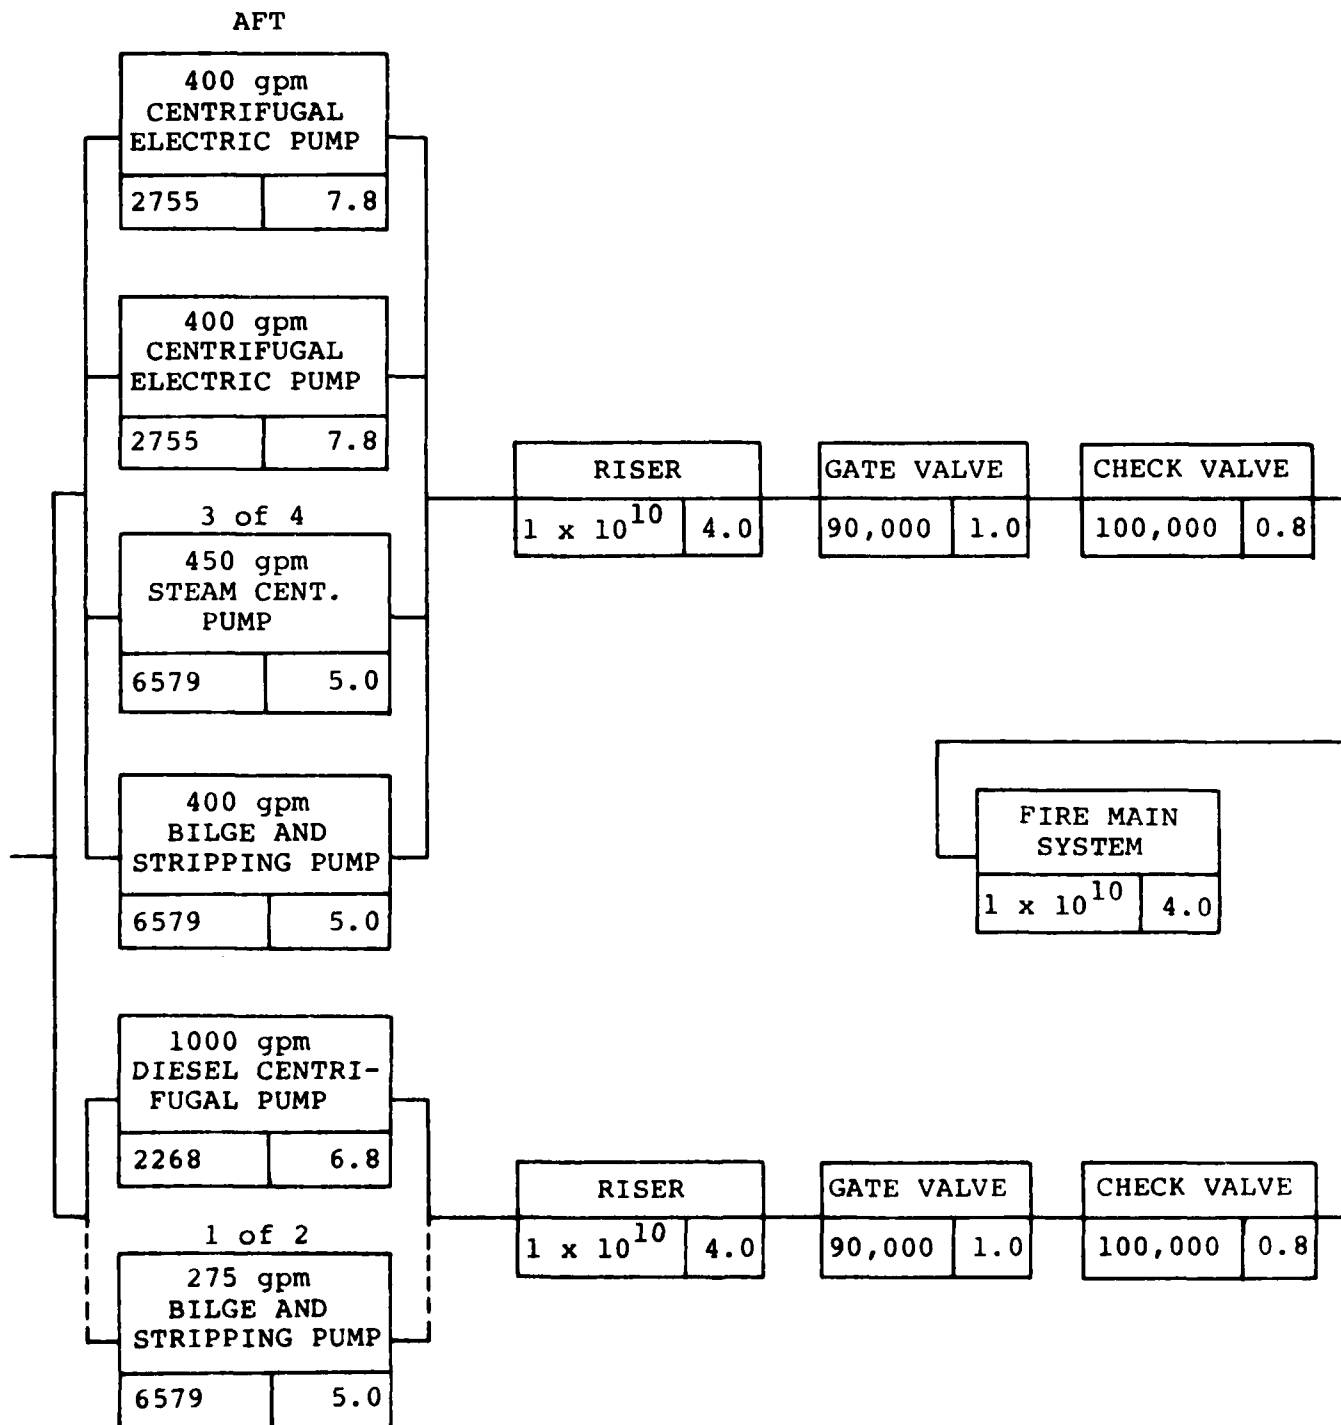 AFT
400 gpm
CENTRIFUGAL
ELECTRIC PUMP
2755 7.8
400 gpm
CENTRIFUGAL
ELECTRIC PUMP
2755 7.8
3 of 4
450 gpm
STEAM CENT.
PUMP
6579 5.0
400 gpm
BILGE AND
STRIPPING PUMP
6579 5.0
RISER
1 x 10^10 4.0
GATE VALVE
90,000 1.0
CHECK VALVE
100,000 0.8
FIRE MAIN
SYSTEM
1 x 10^10 4.0
1000 gpm
DIESEL CENTRI-
FUGAL PUMP
2268 6.8
1 of 2
275 gpm
BILGE AND
STRIPPING PUMP
6579 5.0
RISER
1 x 10^10 4.0
GATE VALVE
90,000 1.0
CHECK VALVE
100,000 0.8